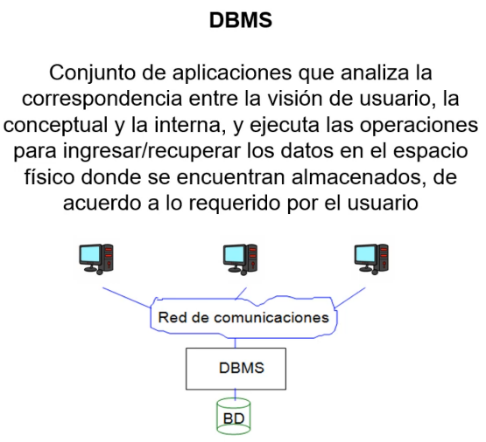 DBMS
Conjunto de aplicaciones que analiza la
correspondencia entre la visión de usuario, la
conceptual y la interna, y ejecuta las operaciones
para ingresar/recuperar los datos en el espacio
físico donde se encuentran almacenados, de
acuerdo a lo requerido por el usuario
Red de comunicaciones
DBMS
BD